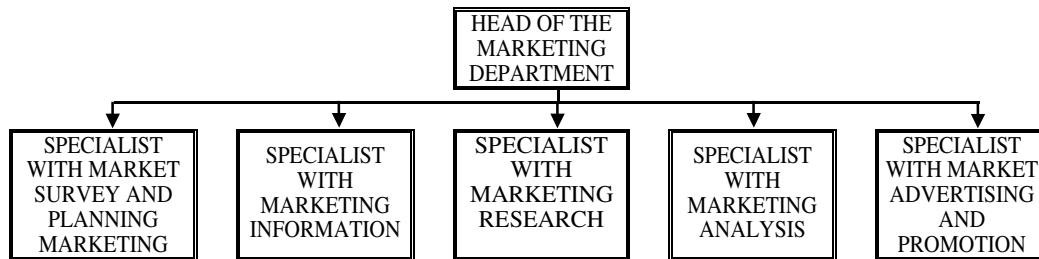 HEAD OF THE
MARKETING
DEPARTMENT
SPECIALIST
WITH MARKET
SURVEY AND
PLANNING
MARKETING
SPECIALIST
WITH
MARKETING
INFORMATION
SPECIALIST
WITH
MARKETING
RESEARCH
SPECIALIST
WITH
MARKETING
ANALYSIS
SPECIALIST
WITH MARKET
ADVERTISING
AND
PROMOTION